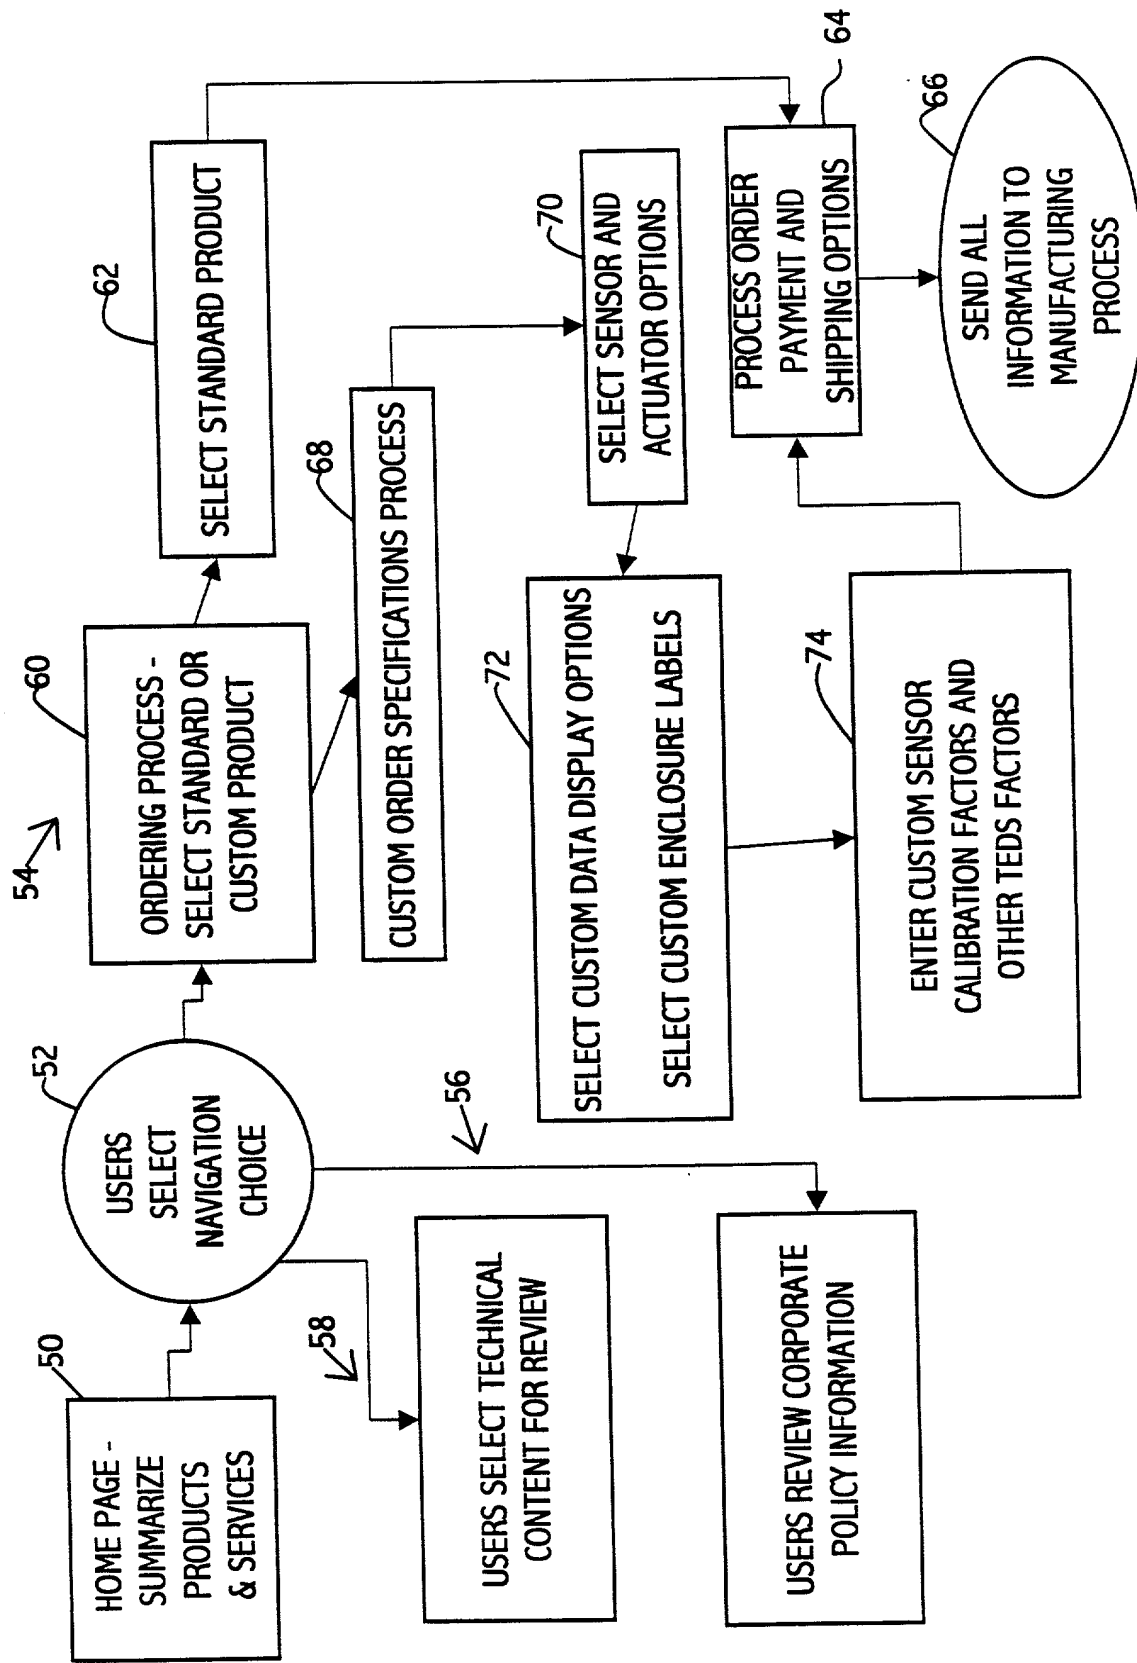 50
HOME PAGE -
SUMMARIZE
PRODUCTS
& SERVICES
52
USERS
SELECT
NAVIGATION
CHOICE
54
60
ORDERING PROCESS -
SELECT STANDARD OR
CUSTOM PRODUCT
62
SELECT STANDARD PRODUCT
58
USERS SELECT TECHNICAL
CONTENT FOR REVIEW
56
USERS REVIEW CORPORATE
POLICY INFORMATION
68
CUSTOM ORDER SPECIFICATIONS PROCESS
70
SELECT SENSOR AND
ACTUATOR OPTIONS
72
SELECT CUSTOM DATA DISPLAY OPTIONS
SELECT CUSTOM ENCLOSURE LABELS
74
ENTER CUSTOM SENSOR
CALIBRATION FACTORS AND
OTHER TEDS FACTORS
64
PROCESS ORDER
PAYMENT AND
SHIPPING OPTIONS
66
SEND ALL
INFORMATION TO
MANUFACTURING
PROCESS